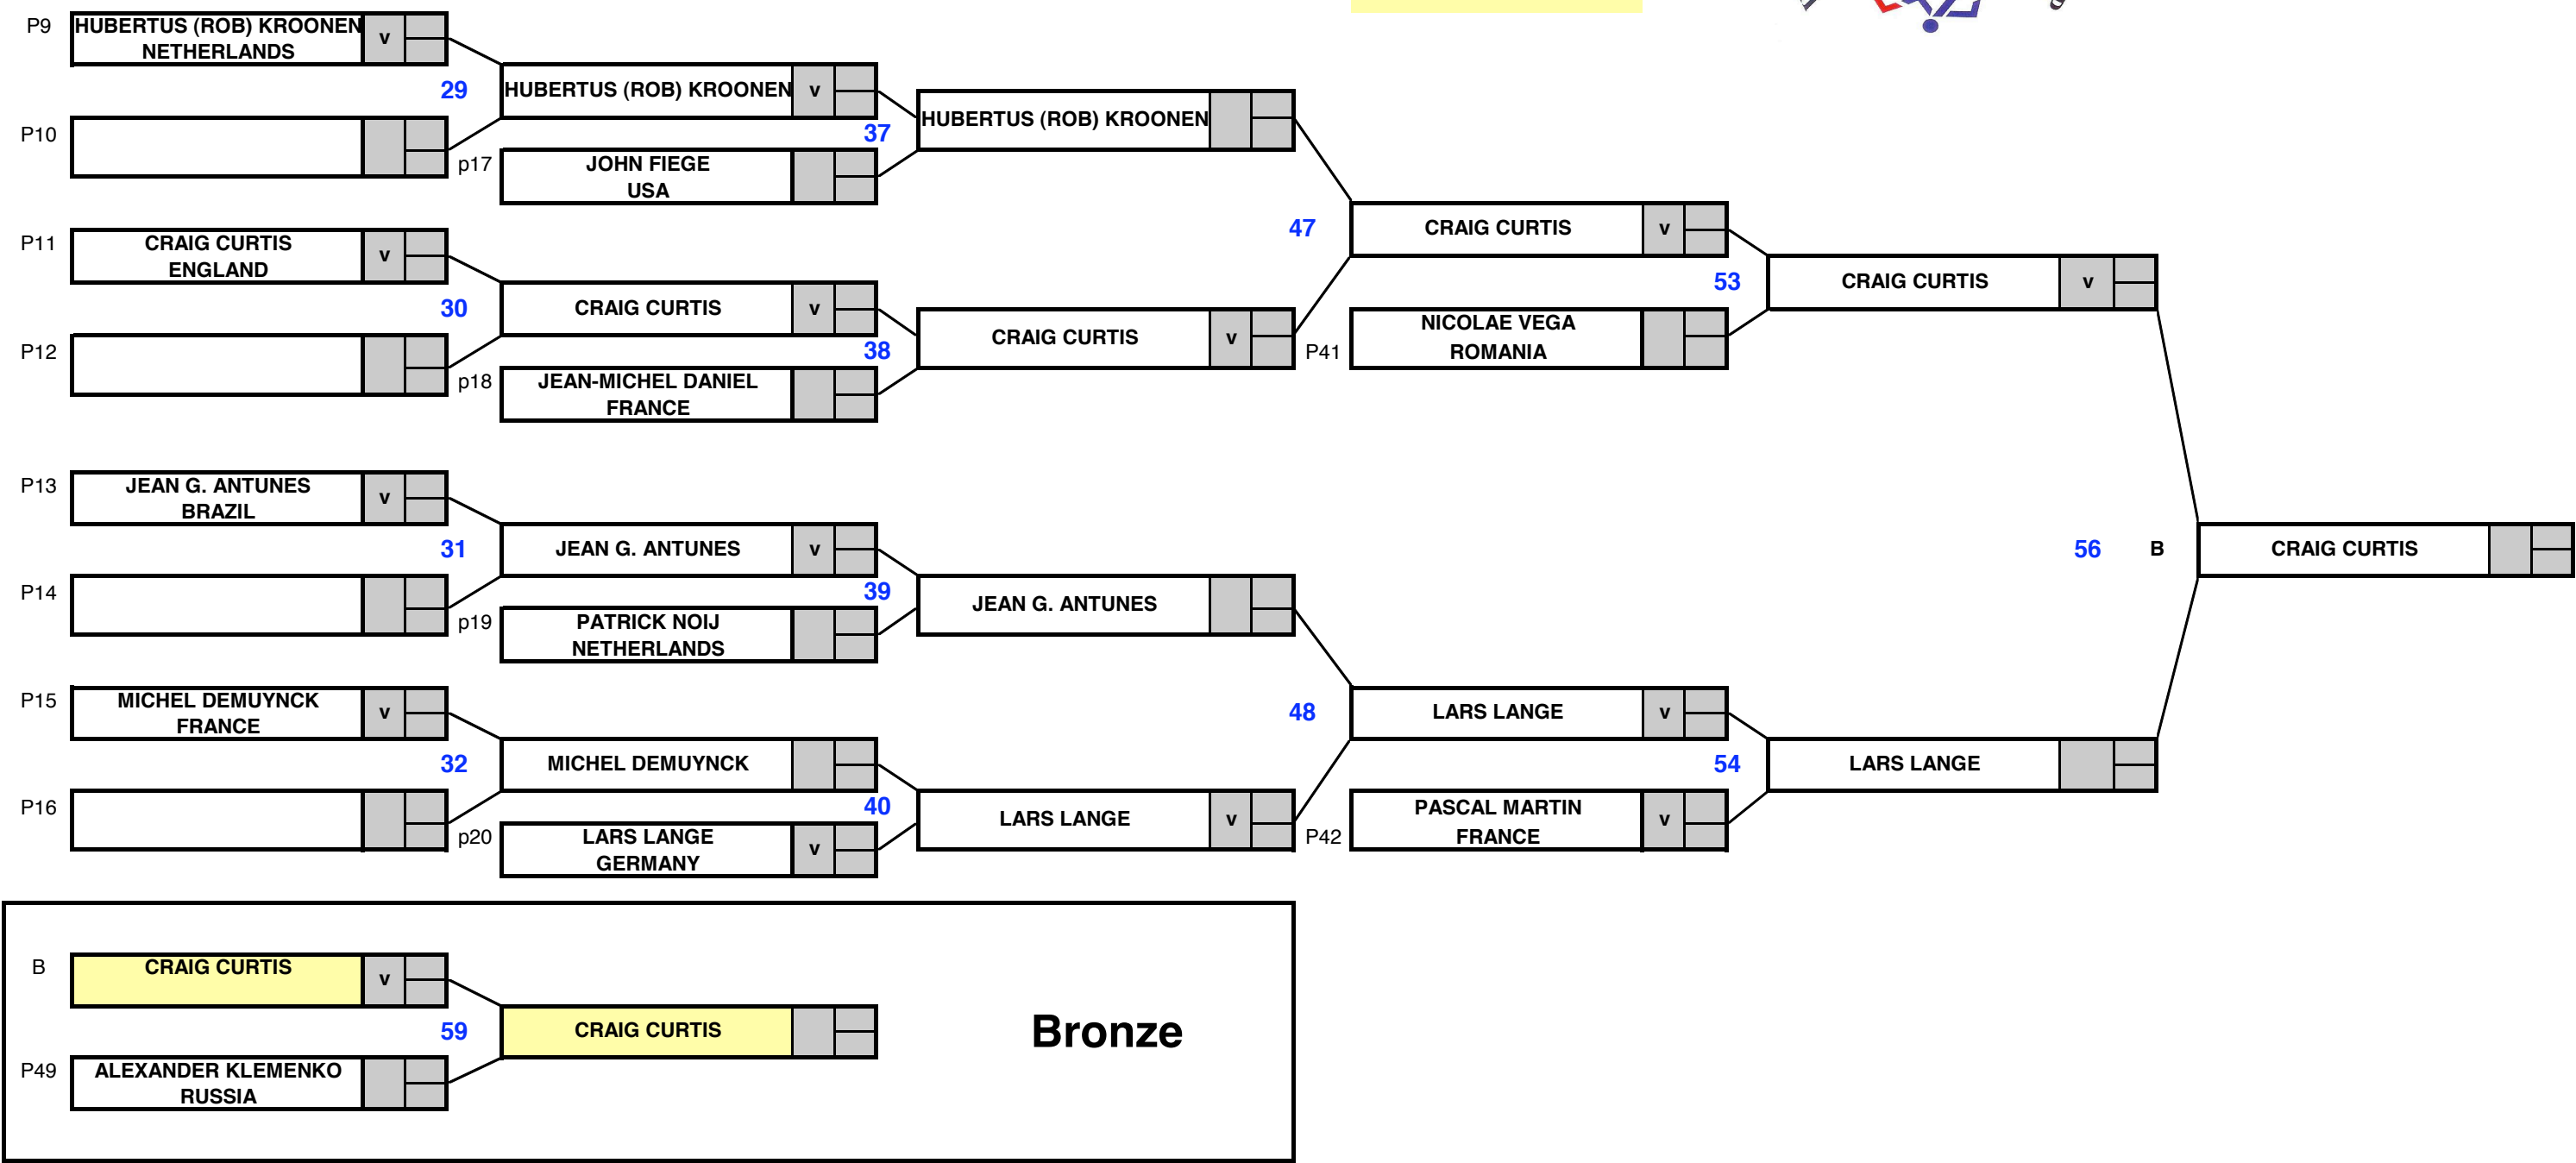 P9
HUBERTUS (ROB) KROONEN v
NETHERLANDS
29
HUBERTUS (ROB) KROONEN v
HUBERTUS (ROB) KROONEN
P10
37
p17
JOHN FIEGE
USA
47
CRAIG CURTIS v
P11
CRAIG CURTIS v
ENGLAND
53
CRAIG CURTIS v
30
CRAIG CURTIS v
CRAIG CURTIS v
P41
NICOLAE VEGA
ROMANIA
P12
38
p18
JEAN-MICHEL DANIEL
FRANCE
P13
JEAN G. ANTUNES v
BRAZIL
31
JEAN G. ANTUNES v
56
B
CRAIG CURTIS
P14
39
JEAN G. ANTUNES
p19
PATRICK NOIJ
NETHERLANDS
P15
MICHEL DEMUYNCK v
FRANCE
48
LARS LANGE v
32
MICHEL DEMUYNCK
54
LARS LANGE
P16
40
LARS LANGE v
P42
PASCAL MARTIN v
FRANCE
p20
LARS LANGE v
GERMANY
B
CRAIG CURTIS v
59
CRAIG CURTIS
Bronze
P49
ALEXANDER KLEMENKO
RUSSIA